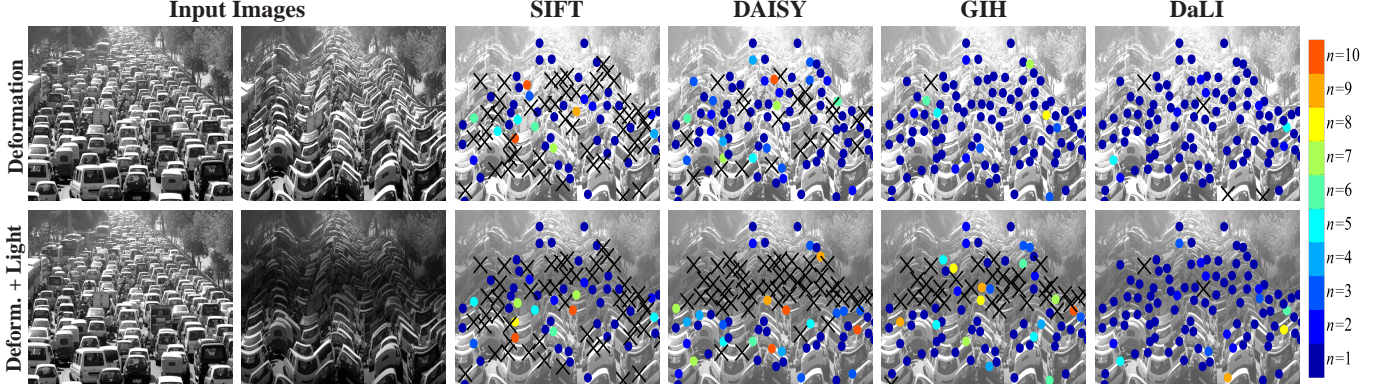 Input Images SIFT DAISY GIH DaLI
Deformation
Deform. + Light
n=10
n=9
n=8
n=7
n=6
n=5
n=4
n=3
n=2
n=1